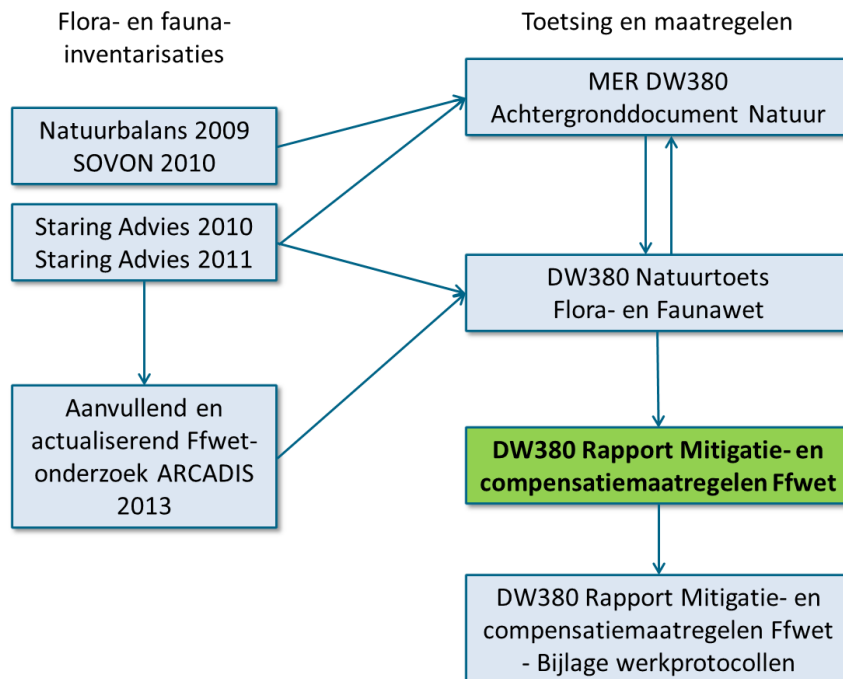 Flora- en fauna-
inventarisaties
Natuurbalans 2009
SOVON 2010
Staring Advies 2010
Staring Advies 2011
Aanvullend en
actualiserend Ffwet-
onderzoek ARCADIS
2013
Toetsing en maatregelen
MER DW380
Achtergronddocument Natuur
DW380 Natuurtoets
Flora- en Faunawet
DW380 Rapport Mitigatie- en
compensatiemaatregelen Ffwet
DW380 Rapport Mitigatie- en
compensatiemaatregelen Ffwet
- Bijlage werkprotocollen